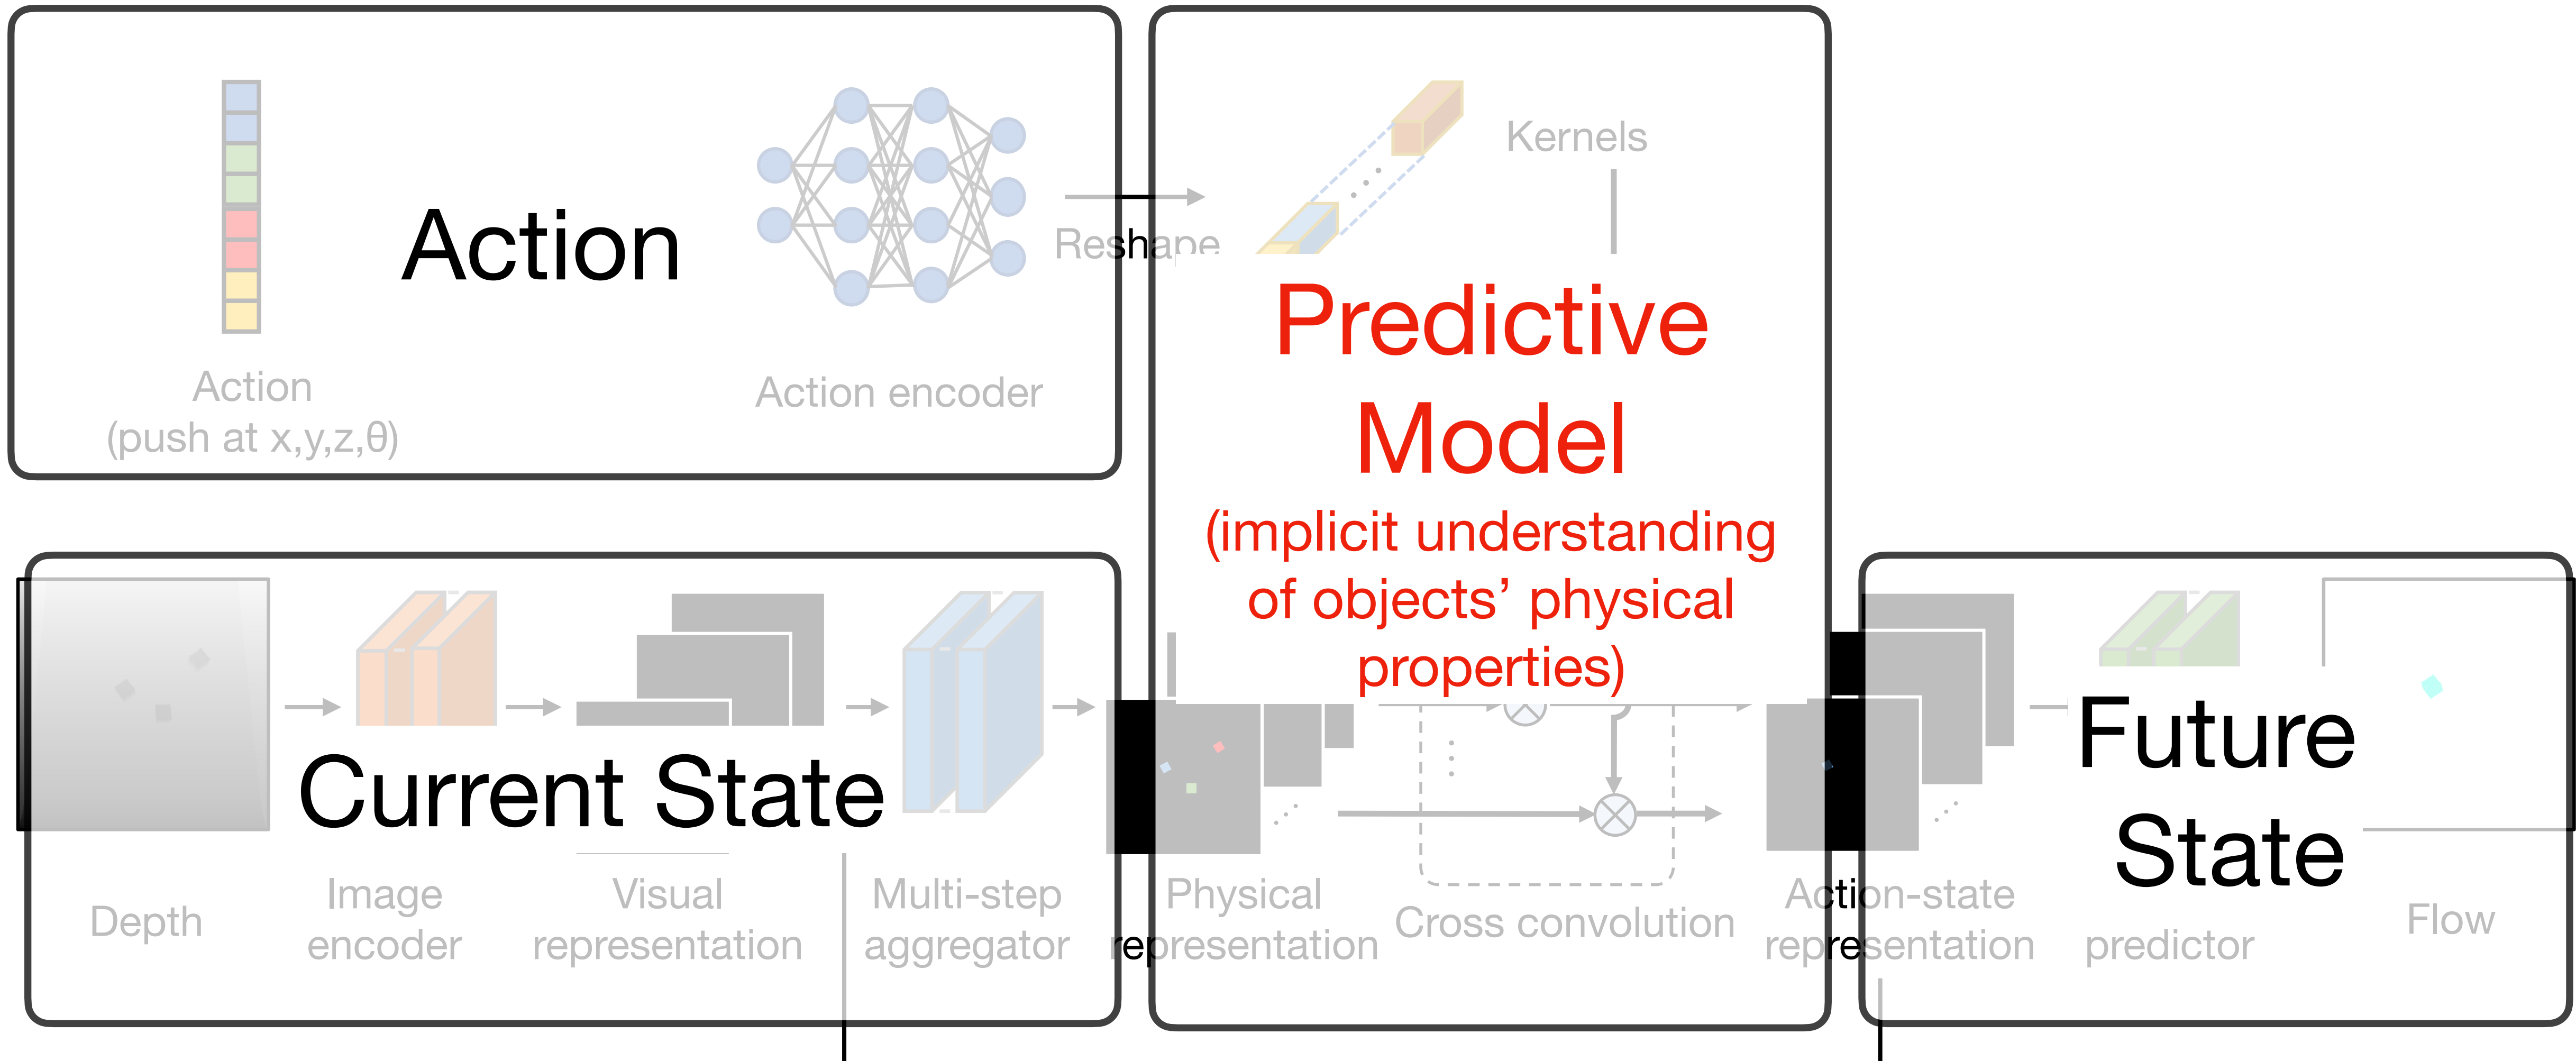 Action
Action
(push at x,y,z,θ)
Action encoder
Reshape
Kernels
Predictive
Model
(implicit understanding
of objects’ physical
properties)
Current State
Depth
Image
encoder
Visual
representation
Multi-step
aggregator
Physical
representation
Cross convolution
Action-state
representation
Future
State
predictor
Flow